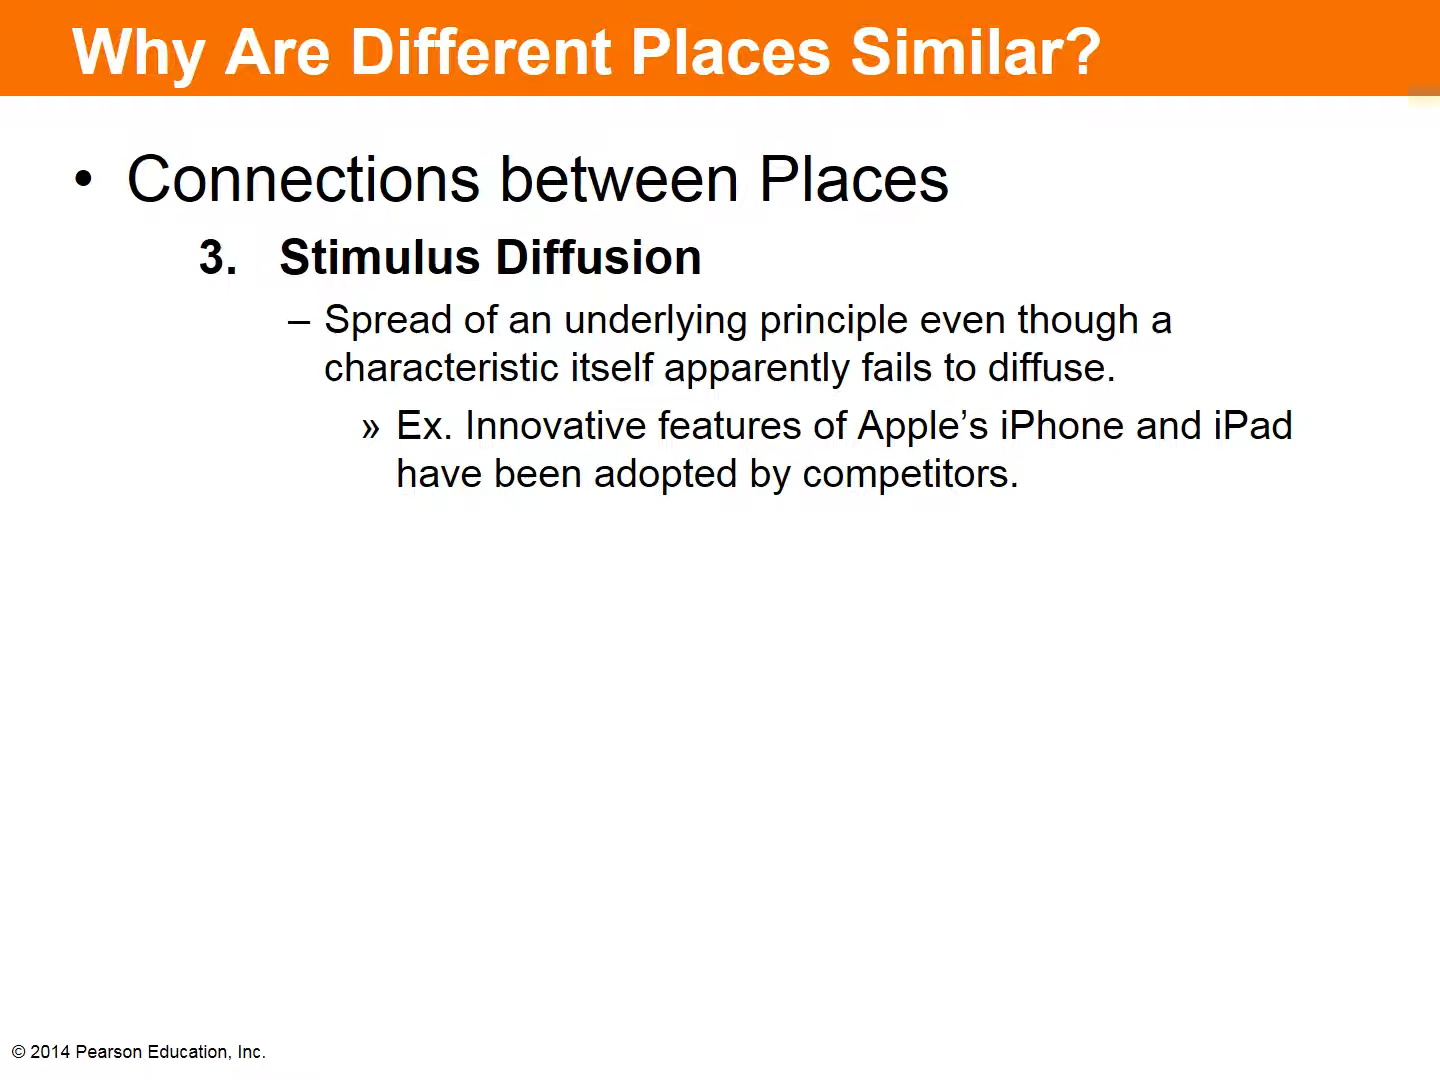 Why Are Different Places Similar?
• Connections between Places
3. Stimulus Diffusion
– Spread of an underlying principle even though a
characteristic itself apparently fails to diffuse.
» Ex. Innovative features of Apple’s iPhone and iPad
have been adopted by competitors.
© 2014 Pearson Education, Inc.